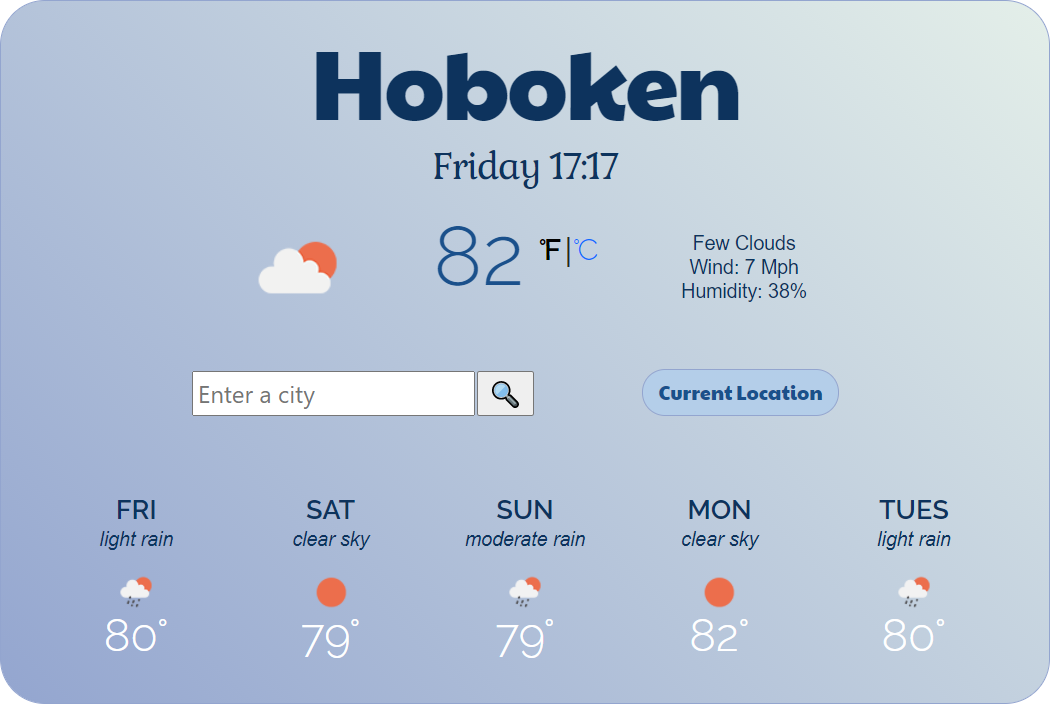 Hoboken
Friday 17:17
82 °F|°C
Few Clouds
Wind: 7 Mph
Humidity: 38%
Enter a city
Current Location
FRI SAT SUN MON TUES
light rain clear sky moderate rain clear sky light rain
80° 79° 79° 82° 80°